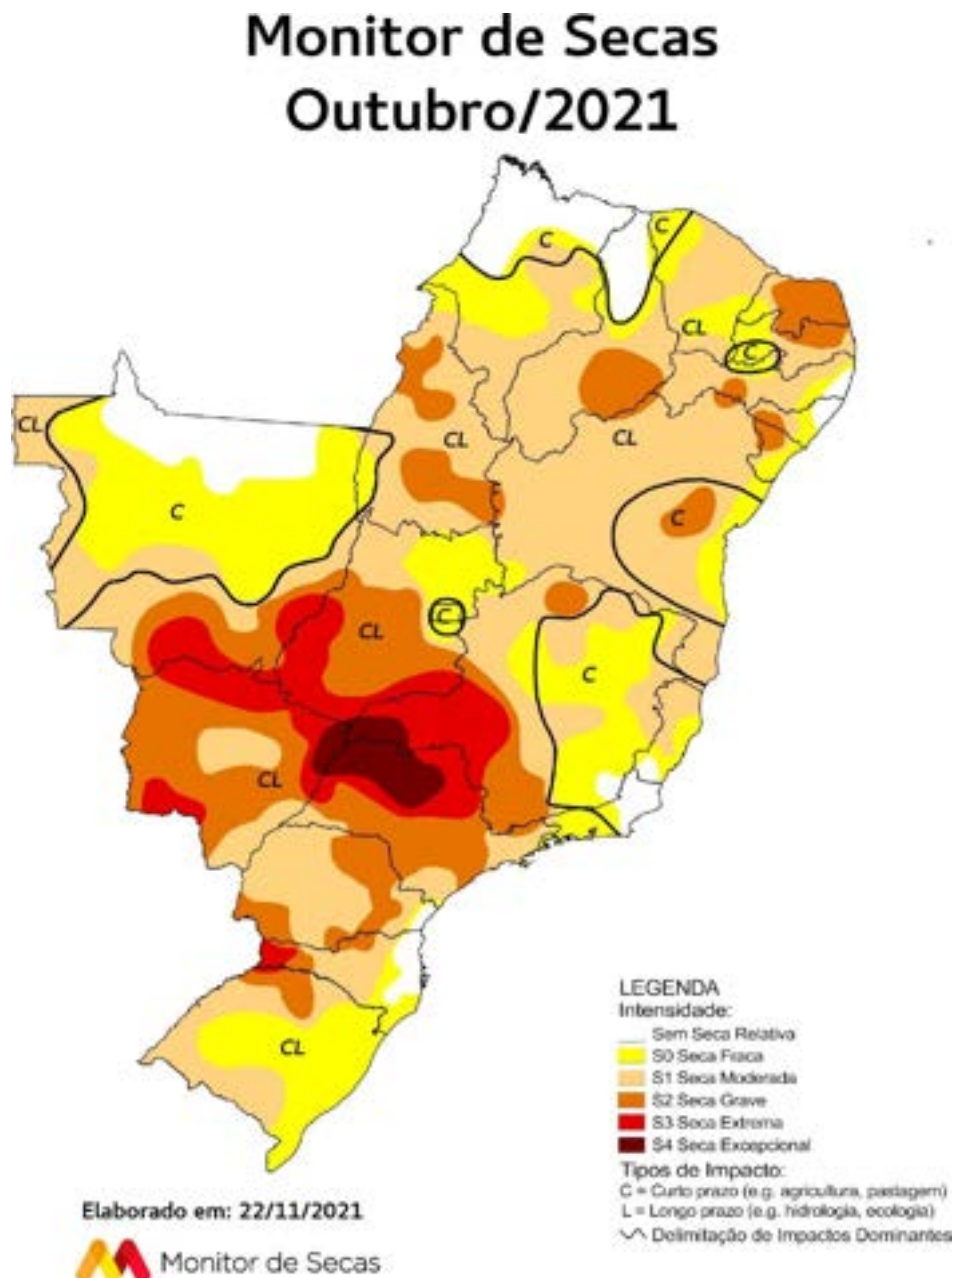 Monitor de Secas
Outubro/2021
C
C
CL
C
CL
CL
CL
C
C
C
CL
C
CL
CL
LEGENDA
Intensidade:
Sem Seca Relativa
S0 Seca Fraca
S1 Seca Moderada
S2 Seca Grave
S3 Seca Extrema
S4 Seca Excepcional
Tipos de Impacto:
C = Curto prazo (e.g. agricultura, pastagem)
L = Longo prazo (e.g. hidrologia, ecologia)
Delimitação de Impactos Dominantes
Elaborado em: 22/11/2021
Monitor de Secas